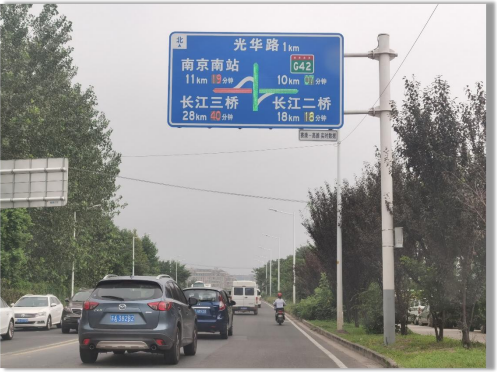 北
光华路 1km
南京南站
11km 19分钟
G42
10km 07分钟
长江三桥
28km 40分钟
长江二桥
18km 18分钟